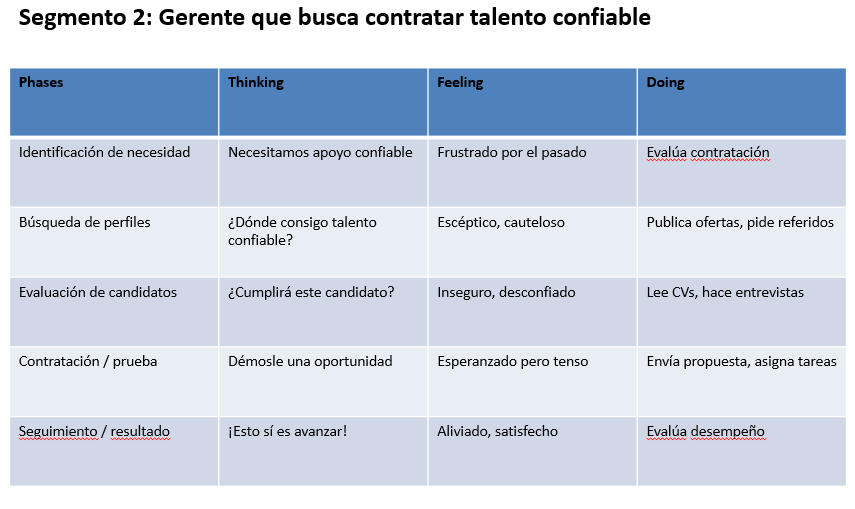 Segmento 2: Gerente que busca contratar talento confiable
Phases Thinking Feeling Doing
Identificación de necesidad Necesitamos apoyo confiable Frustrado por el pasado Evalúa contratación
Búsqueda de perfiles ¿Dónde consigo talento confiable? Escéptico, cauteloso Publica ofertas, pide referidos
Evaluación de candidatos ¿Cumplirá este candidato? Inseguro, desconfiado Lee CVs, hace entrevistas
Contratación / prueba Démosle una oportunidad Esperanzado pero tenso Envía propuesta, asigna tareas
Seguimiento / resultado ¡Esto sí es avanzar! Aliviado, satisfecho Evalúa desempeño